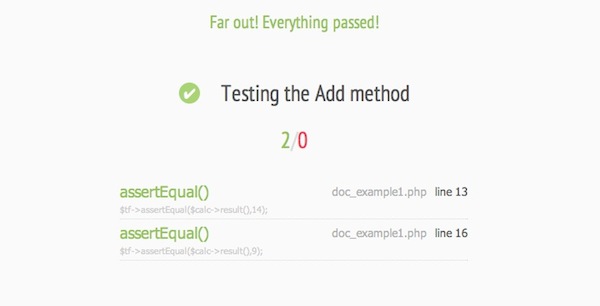 Far out! Everything passed!
Testing the Add method
2/0
assertEqual() doc_example1.php line 13
$tf->assertEqual($calc->result(),14);
assertEqual() doc_example1.php line 16
$tf->assertEqual($calc->result(),9);